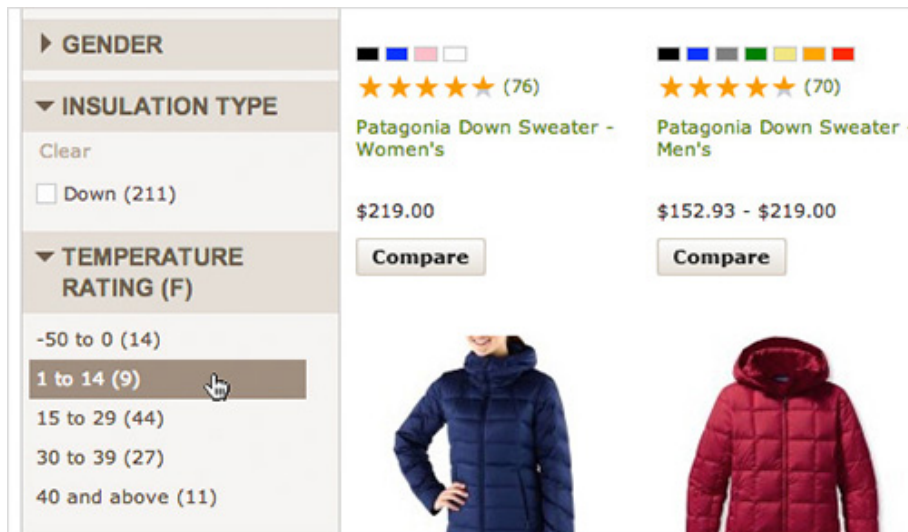 GENDER
INSULATION TYPE
Clear
Down (211)
TEMPERATURE
RATING (F)
-50 to 0 (14)
1 to 14 (9)
15 to 29 (44)
30 to 39 (27)
40 and above (11)
(76)
Patagonia Down Sweater -
Women's
$219.00
Compare
(70)
Patagonia Down Sweater -
Men's
$152.93 - $219.00
Compare